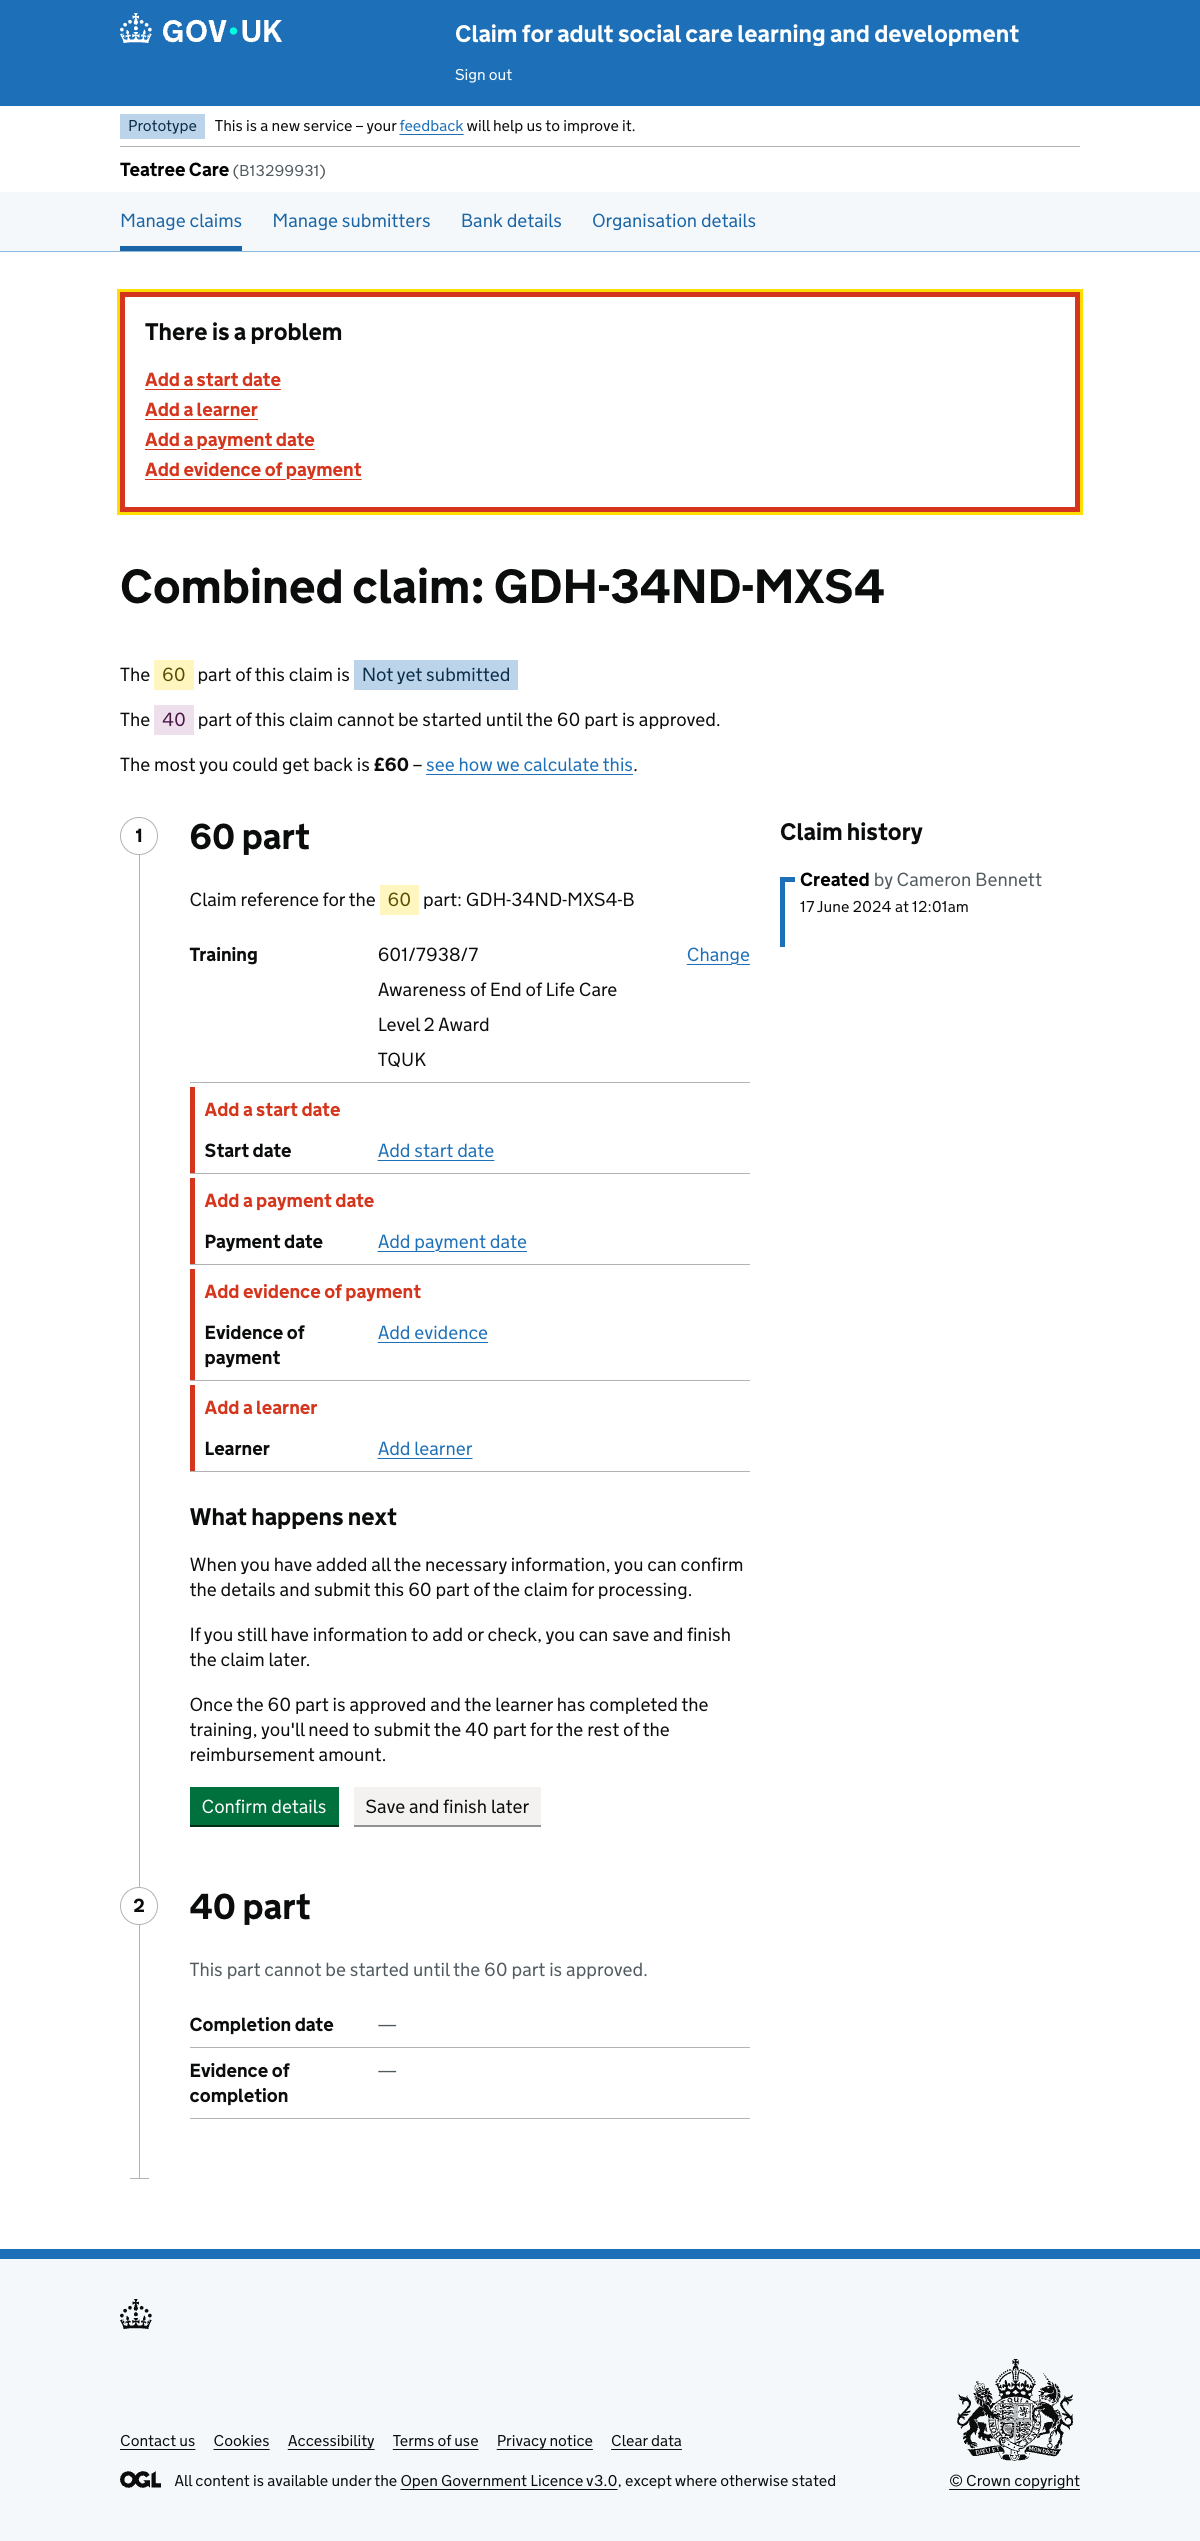 GOV·UK
Claim for adult social care learning and development
Sign out
Prototype This is a new service – your feedback will help us to improve it.
Teatree Care (B13299931)
Manage claims Manage submitters Bank details Organisation details
There is a problem
Add a start date
Add a learner
Add a payment date
Add evidence of payment
Combined claim: GDH-34ND-MXS4
The 60 part of this claim is Not yet submitted
The 40 part of this claim cannot be started until the 60 part is approved.
The most you could get back is £60 – see how we calculate this.
1 60 part
Claim reference for the 60 part: GDH-34ND-MXS4-B
Training 601/7938/7 Change
Awareness of End of Life Care
Level 2 Award
TQUK
Add a start date
Start date Add start date
Add a payment date
Payment date Add payment date
Add evidence of payment
Evidence of Add evidence
payment
Add a learner
Learner Add learner
What happens next
When you have added all the necessary information, you can confirm
the details and submit this 60 part of the claim for processing.
If you still have information to add or check, you can save and finish
the claim later.
Once the 60 part is approved and the learner has completed the
training, you'll need to submit the 40 part for the rest of the
reimbursement amount.
Confirm details Save and finish later
2 40 part
This part cannot be started until the 60 part is approved.
Completion date —
Evidence of —
completion
Claim history
Created by Cameron Bennett
17 June 2024 at 12:01am
Contact us Cookies Accessibility Terms of use Privacy notice Clear data
OGL All content is available under the Open Government Licence v3.0, except where otherwise stated
© Crown copyright